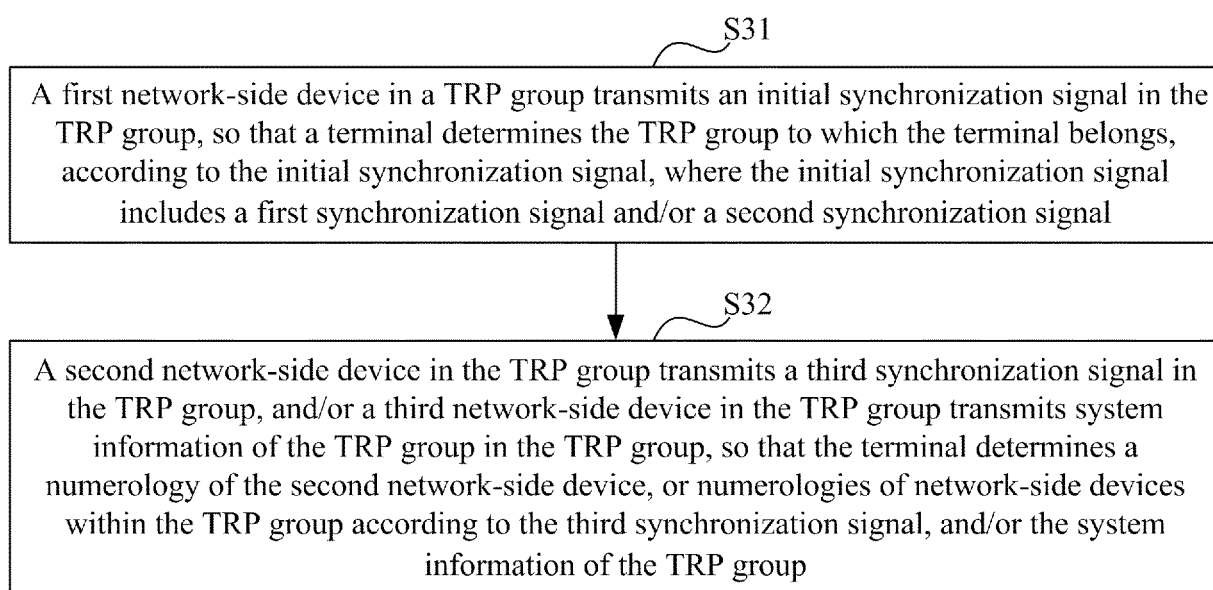 S31
A first network-side device in a TRP group transmits an initial synchronization signal in the
TRP group, so that a terminal determines the TRP group to which the terminal belongs,
according to the initial synchronization signal, where the initial synchronization signal
includes a first synchronization signal and/or a second synchronization signal
S32
A second network-side device in the TRP group transmits a third synchronization signal in
the TRP group, and/or a third network-side device in the TRP group transmits system
information of the TRP group in the TRP group, so that the terminal determines a
numerology of the second network-side device, or numerologies of network-side devices
within the TRP group according to the third synchronization signal, and/or the system
information of the TRP group